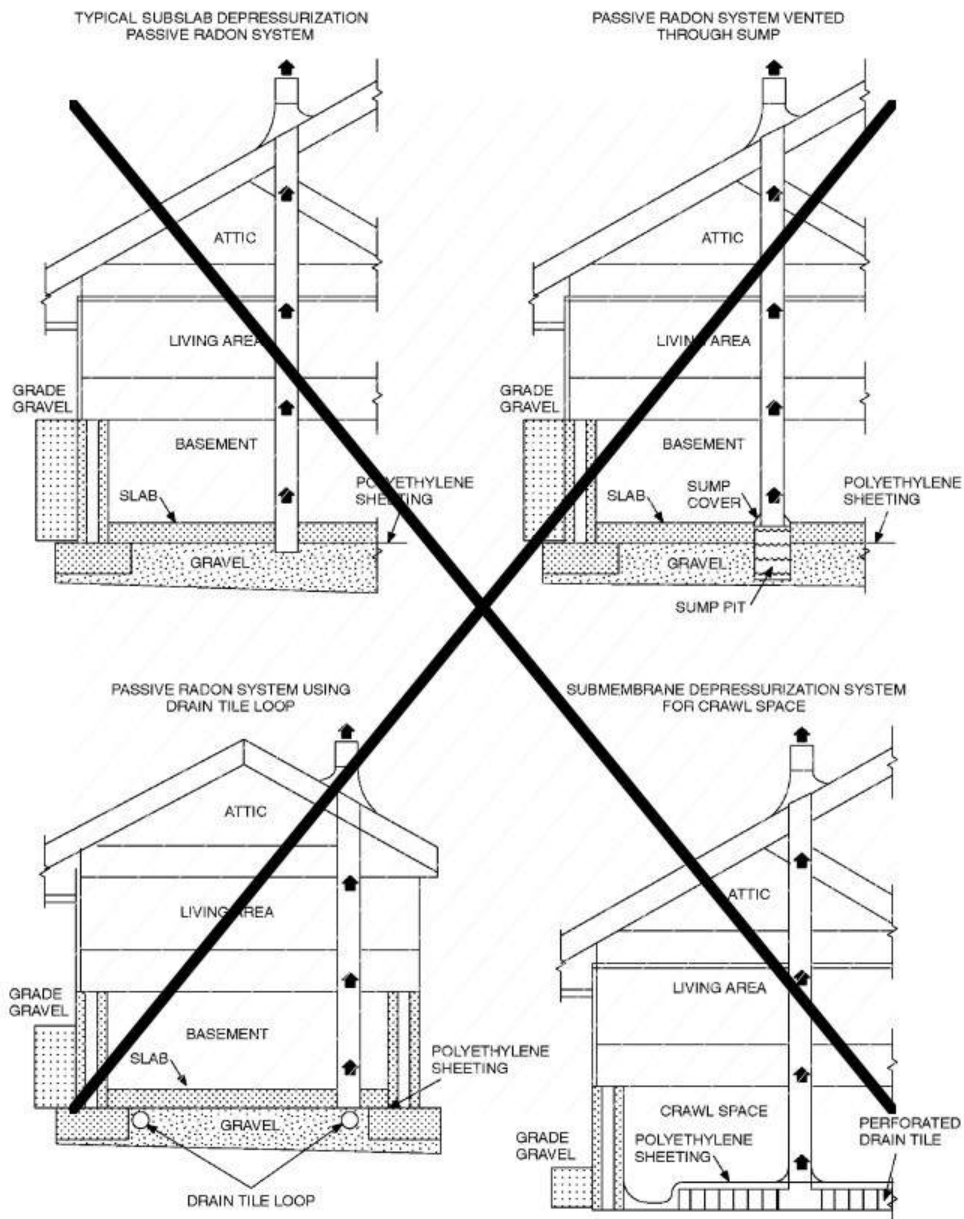 TYPICAL SUBSLAB DEPRESSURIZATION
PASSIVE RADON SYSTEM
ATTIC
LIVING AREA
GRADE
GRAVEL
BASEMENT
POLYETHYLENE
SHEETING
SLAB
GRAVEL
PASSIVE RADON SYSTEM VENTED
THROUGH SUMP
ATTIC
LIVING AREA
GRADE
GRAVEL
BASEMENT
SUMP
COVER
POLYETHYLENE
SHEETING
SLAB
GRAVEL
SUMP PIT
PASSIVE RADON SYSTEM USING
DRAIN TILE LOOP
ATTIC
LIVING AREA
GRADE
GRAVEL
BASEMENT
SLAB
POLYETHYLENE
SHEETING
GRAVEL
DRAIN TILE LOOP
SUBMEMBRANE DEPRESSURIZATION SYSTEM
FOR CRAWL SPACE
ATTIC
LIVING AREA
CRAWL SPACE
PERFORATED
DRAIN TILE
GRADE
GRAVEL
POLYETHYLENE
SHEETING